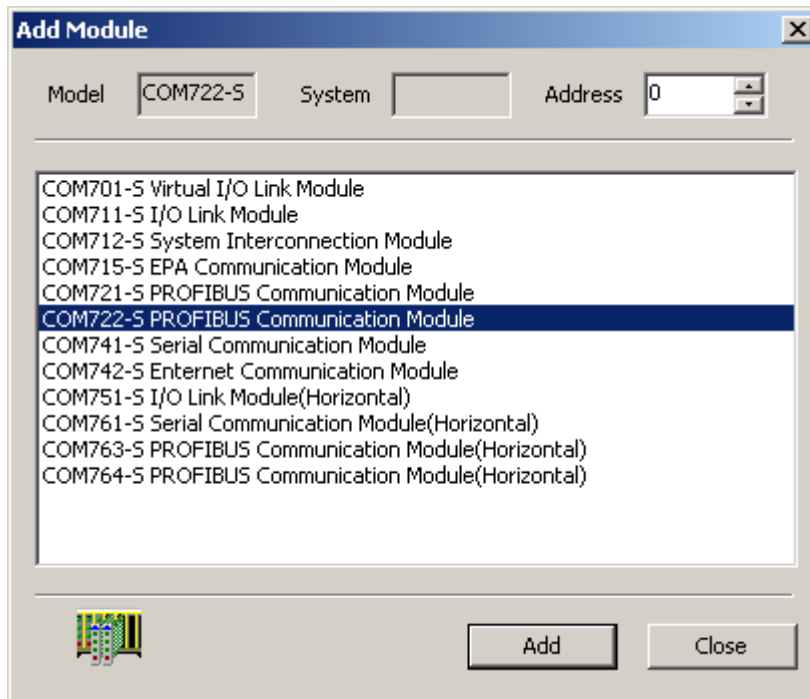 Add Module
Model COM722-S System Address 0
COM701-S Virtual I/O Link Module
COM711-S I/O Link Module
COM712-S System Interconnection Module
COM715-S EPA Communication Module
COM721-S PROFIBUS Communication Module
COM722-S PROFIBUS Communication Module
COM741-S Serial Communication Module
COM742-S Enternet Communication Module
COM751-S I/O Link Module(Horizontal)
COM761-S Serial Communication Module(Horizontal)
COM763-S PROFIBUS Communication Module(Horizontal)
COM764-S PROFIBUS Communication Module(Horizontal)
Add Close